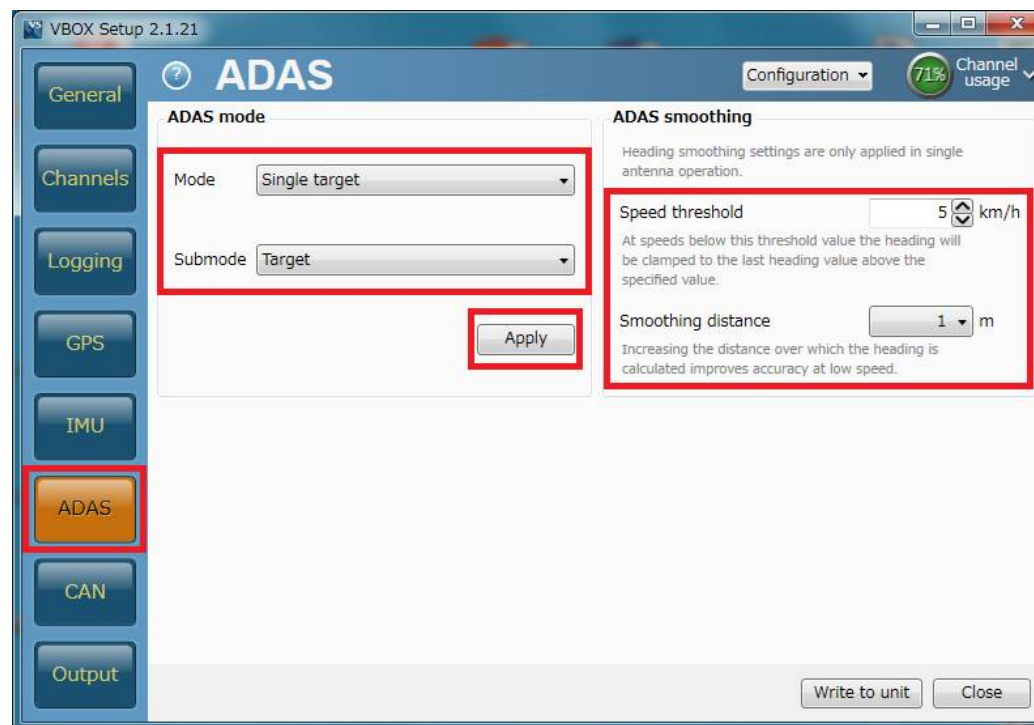 VBOX Setup 2.1.21
General
Channels
Logging
GPS
IMU
ADAS
CAN
Output
? ADAS
Configuration
71% Channel usage
ADAS mode
Mode Single target
Submode Target
Apply
ADAS smoothing
Heading smoothing settings are only applied in single
antenna operation.
Speed threshold 5 km/h
At speeds below this threshold value the heading will
be clamped to the last heading value above the
specified value.
Smoothing distance 1 m
Increasing the distance over which the heading is
calculated improves accuracy at low speed.
Write to unit Close